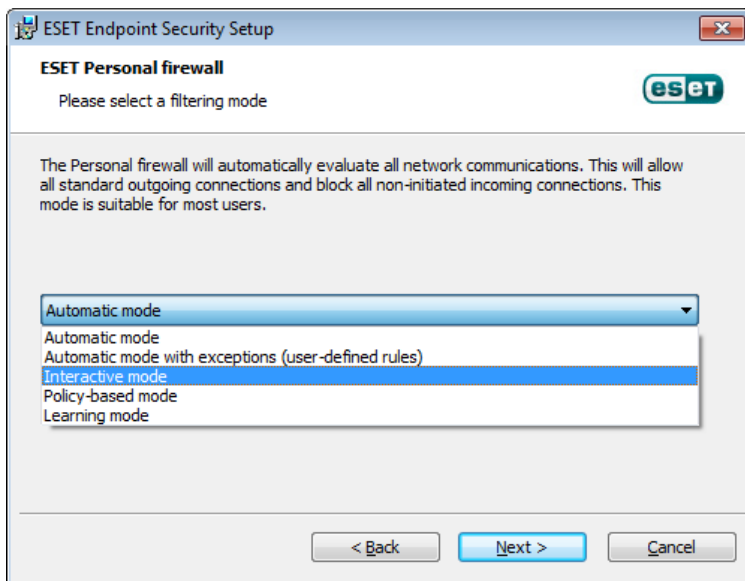 ESET Endpoint Security Setup
ESET Personal firewall
Please select a filtering mode
eseT
The Personal firewall will automatically evaluate all network communications. This will allow
all standard outgoing connections and block all non-initiated incoming connections. This
mode is suitable for most users.
Automatic mode
Automatic mode
Automatic mode with exceptions (user-defined rules)
Interactive mode
Policy-based mode
Learning mode
< Back
Next >
Cancel